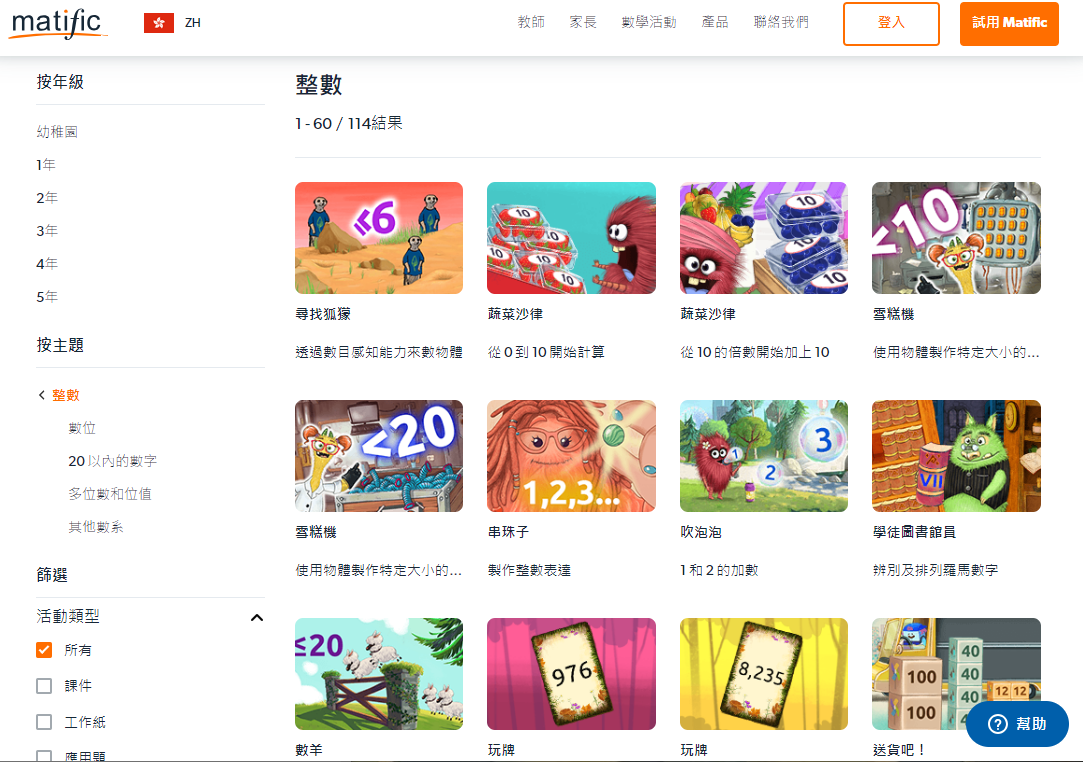 matific
ZH
教師
家長
數學活動
產品
聯絡我們
登入
試用 Matific
按年級
幼稚園
1年
2年
3年
4年
5年
按主題
整數
數位
20 以內的數字
多位數和位值
其他數系
篩選
活動類型
所有
課件
工作紙
應用題
整數
1 - 60 / 114結果
≤6
尋找狐獴
透過數目感知能力來數物體
10
10
10
10
10
蔬菜沙律
從 0 到 10 開始計算
10
10
10
蔬菜沙律
從 10 的倍數開始加上 10
<10
雪糕機
使用物體製作特定大小的...
<20
雪糕機
使用物體製作特定大小的...
1,2,3...
串珠子
製作整數表達
1
2
3
吹泡泡
1 和 2 的加數
VII
學徒圖書館員
辨別及排列羅馬數字
≤20
數羊
976
玩牌
8,235
玩牌
100
100
40
40
40
12 12
送貨吧！
幫助